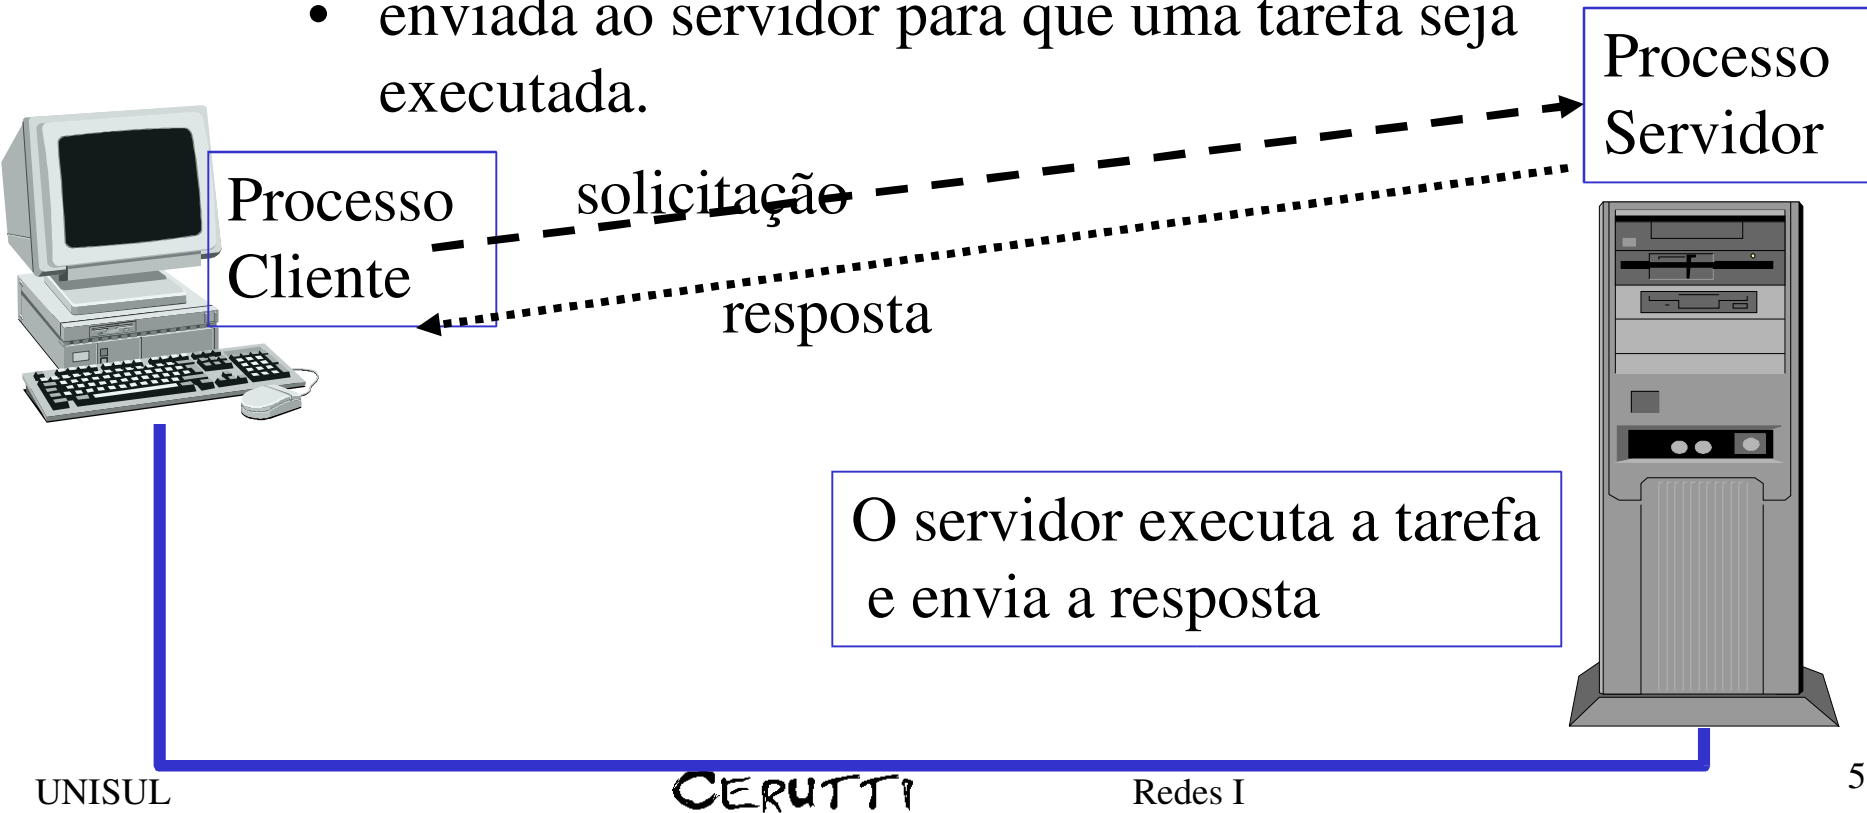 • enviada ao servidor para que uma tarefa seja
executada.
Processo
Servidor
Processo
Cliente
solicitação
resposta
O servidor executa a tarefa
e envia a resposta
UNISUL
CERUTTI
Redes I
5